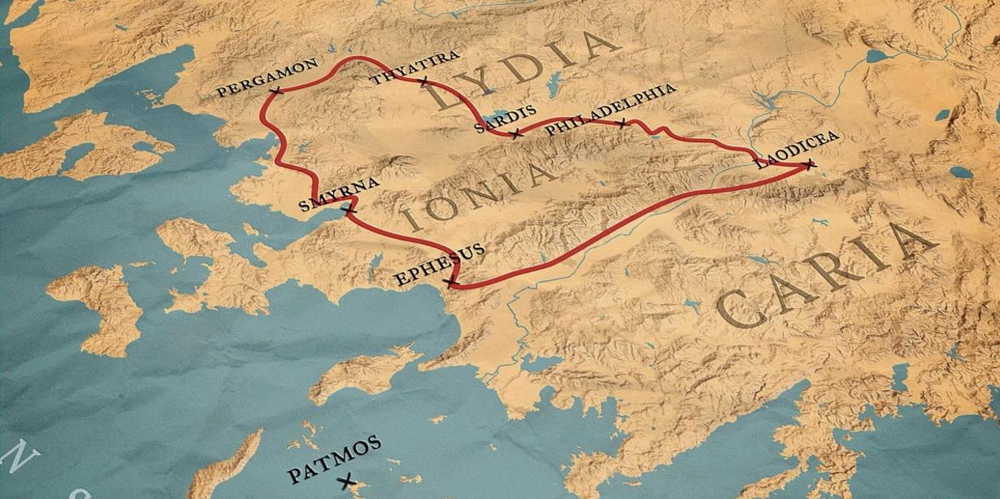 LYDIA
THYATIRA
PERGAMON
PHILADELPHIA
SARDIS
LAODICEA
IONIA
SMYRNA
EPHESUS
CARIA
PATMOS
N